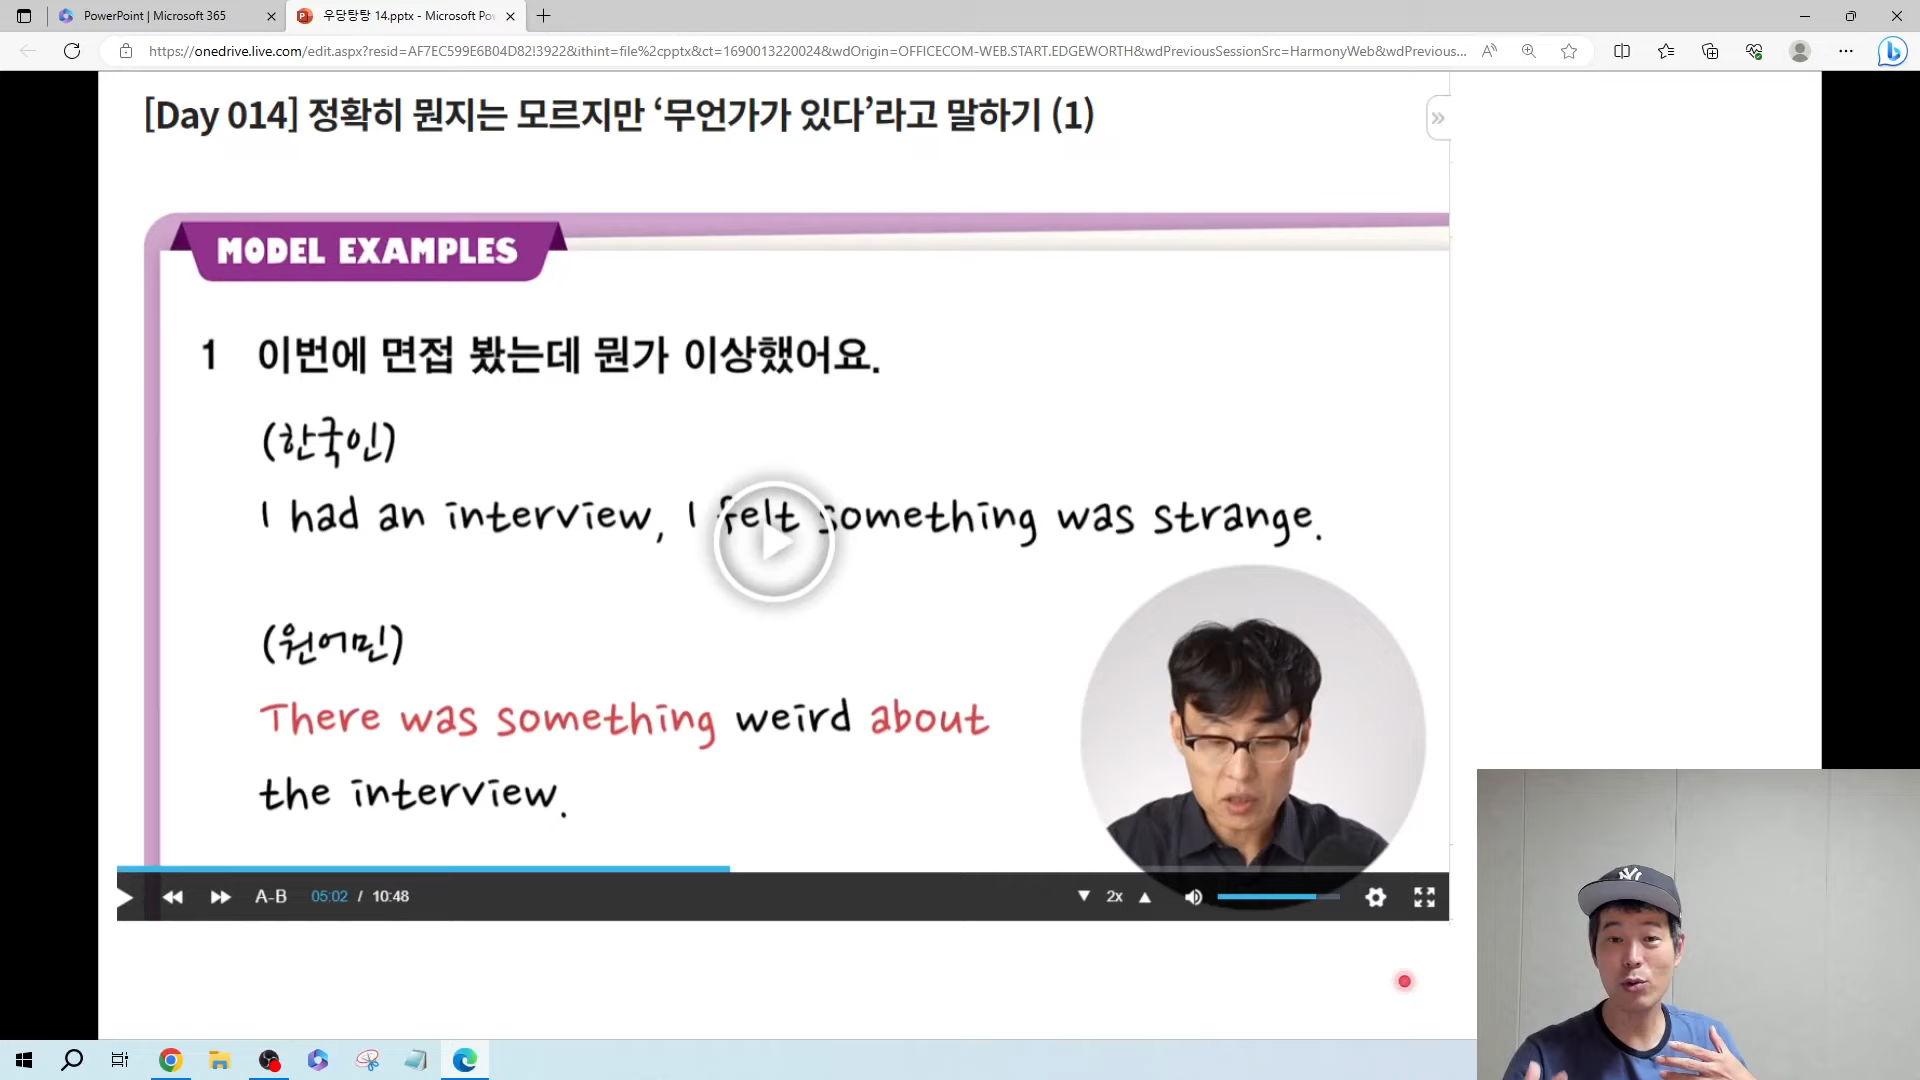 PowerPoint | Microsoft 365
우당탕탕 14.pptx - Microsoft Po
https://onedrive.live.com/edit.aspx?resid=AF7EC599E6B04D82!3922&ithint=file%2cpptx&ct=1690013220024&wdOrigin=OFFICECOM-WEB.START.EDGEWORTH&wdPreviousSessionSrc=HarmonyWeb&wdPrevious...
[Day 014] 정확히 뭔지는 모르지만 ‘무언가가 있다’라고 말하기 (1)
MODEL EXAMPLES
1 이번에 면접 봤는데 뭔가 이상했어요.
(한국인)
I had an interview, I felt something was strange.
(원어민)
There was something weird about
the interview.
A-B 05:02 / 10:48
2x
NY